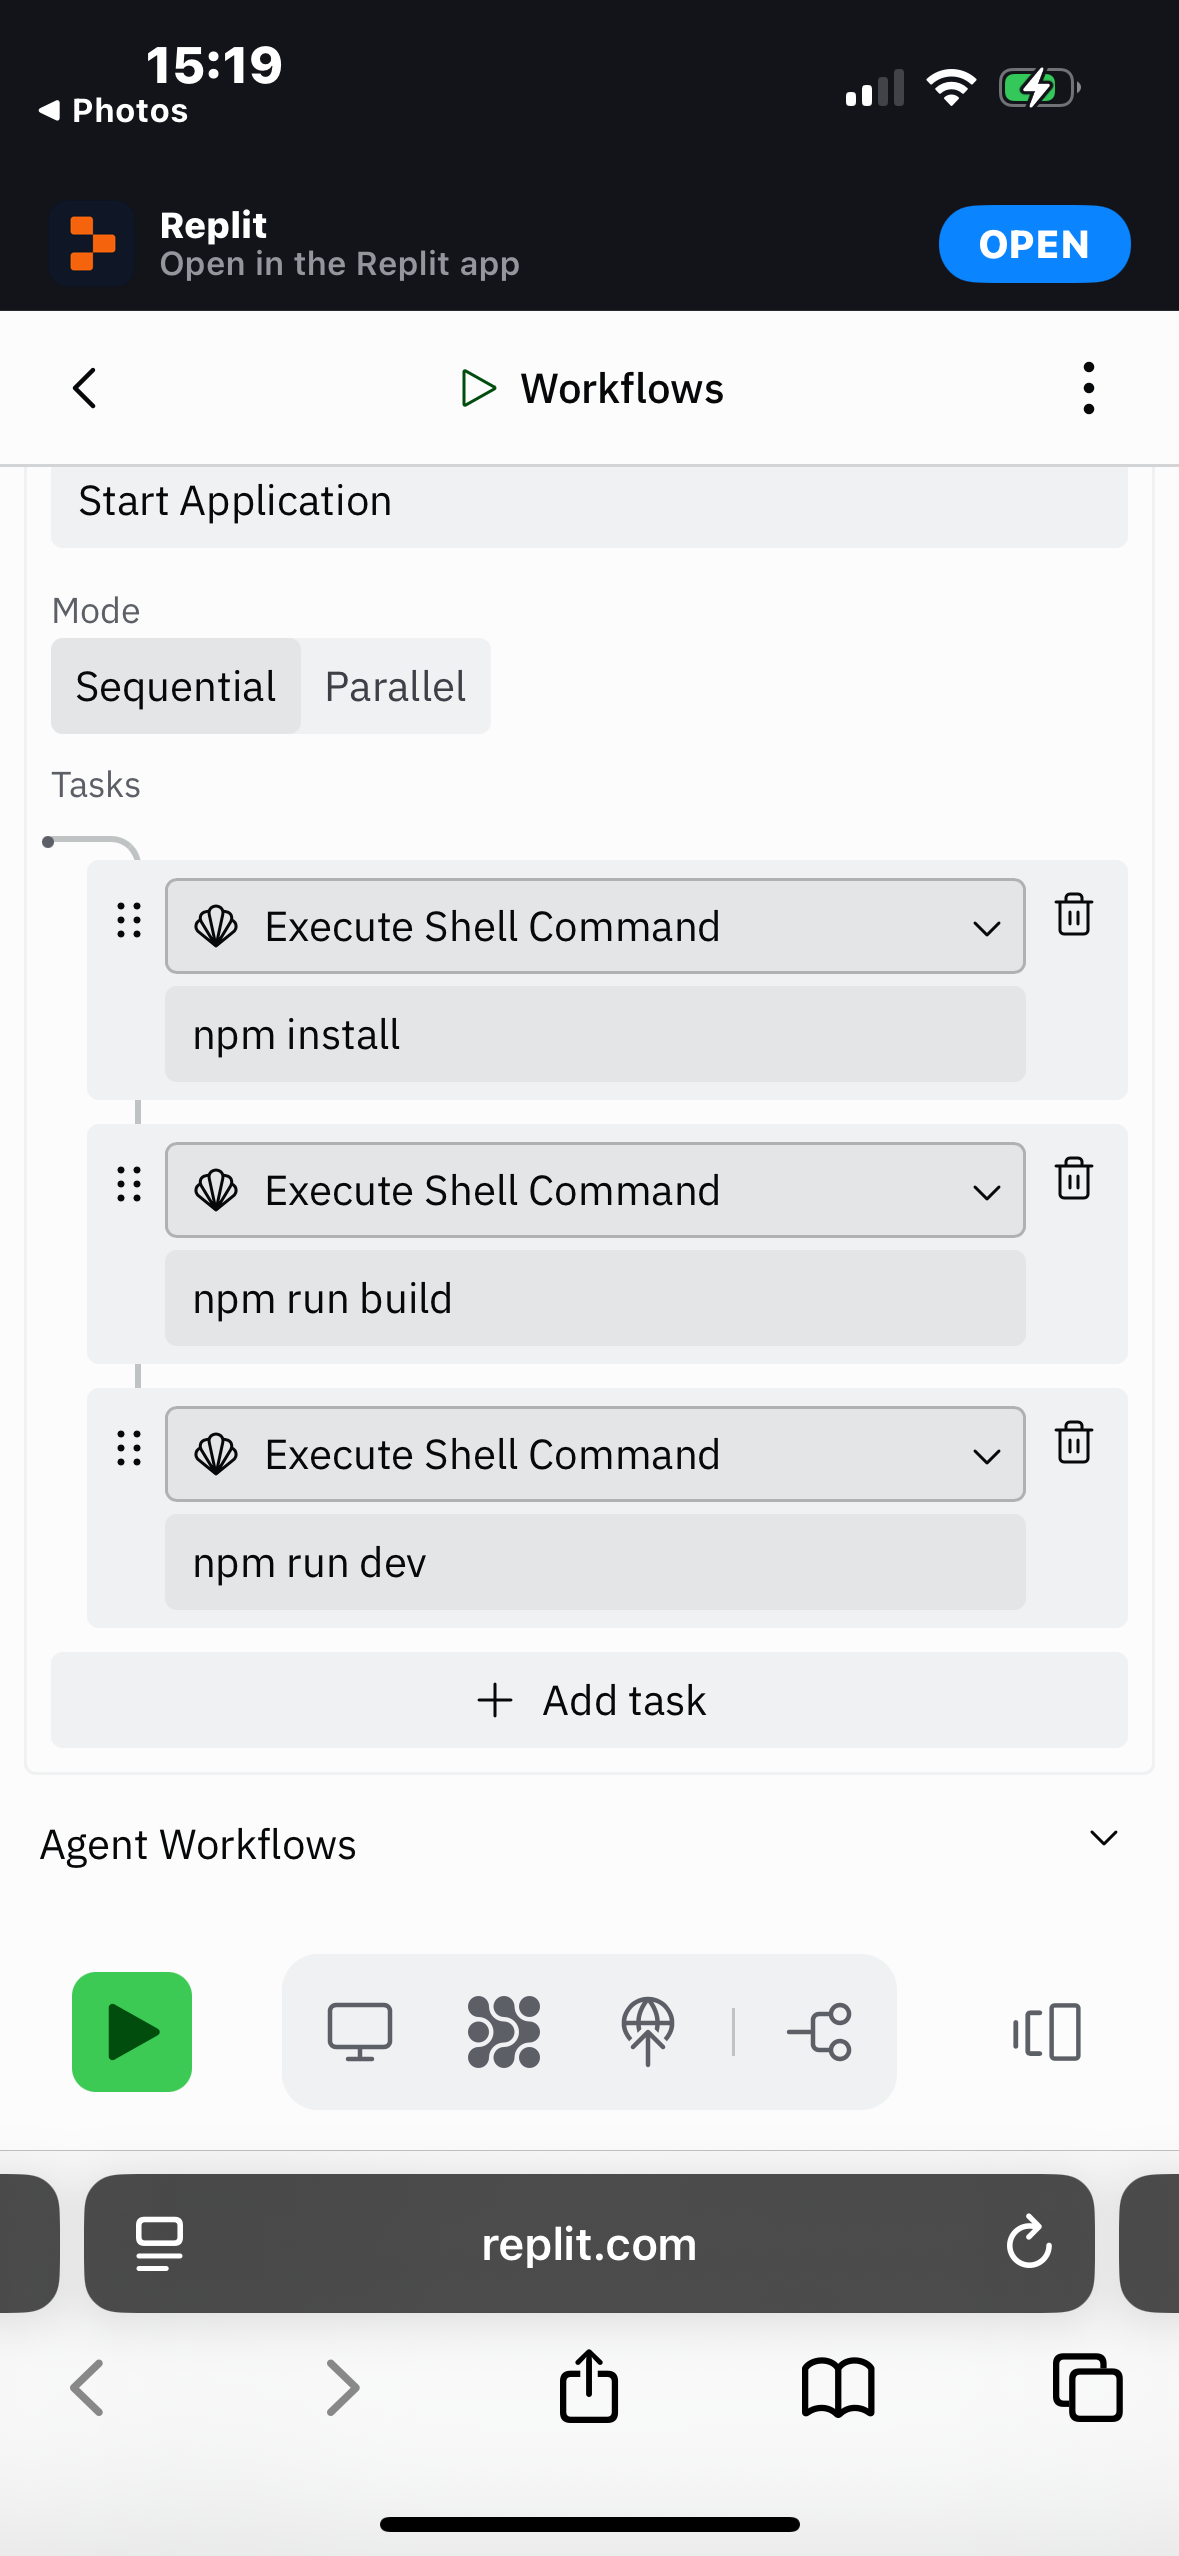 15:19
Photos
Replit
Open in the Replit app
OPEN
Workflows
Start Application
Mode
Sequential
Parallel
Tasks
Execute Shell Command
npm install
Execute Shell Command
npm run build
Execute Shell Command
npm run dev
Add task
Agent Workflows
replit.com